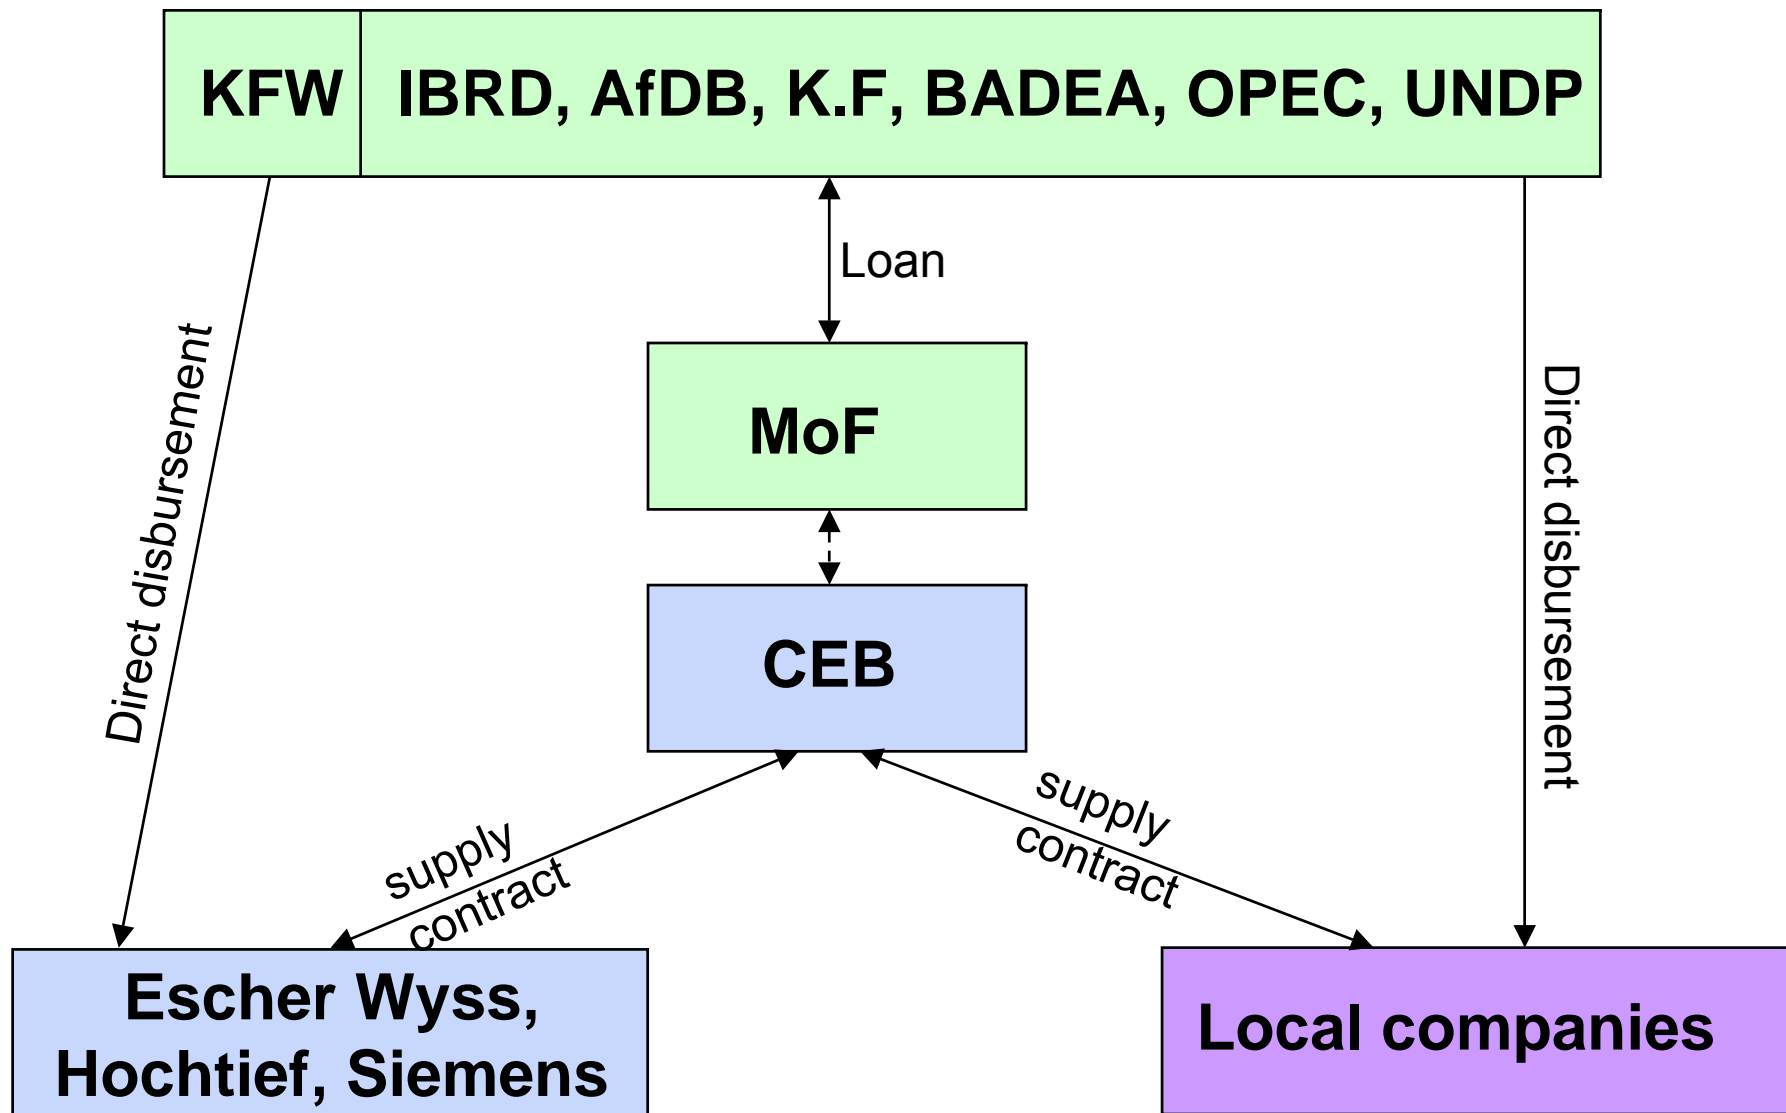 KFW
IBRD, AfDB, K.F, BADEA, OPEC, UNDP
Loan
Direct disbursement
Direct disbursement
MoF
CEB
supply
contract
supply
contract
Escher Wyss,
Hochtief, Siemens
Local companies